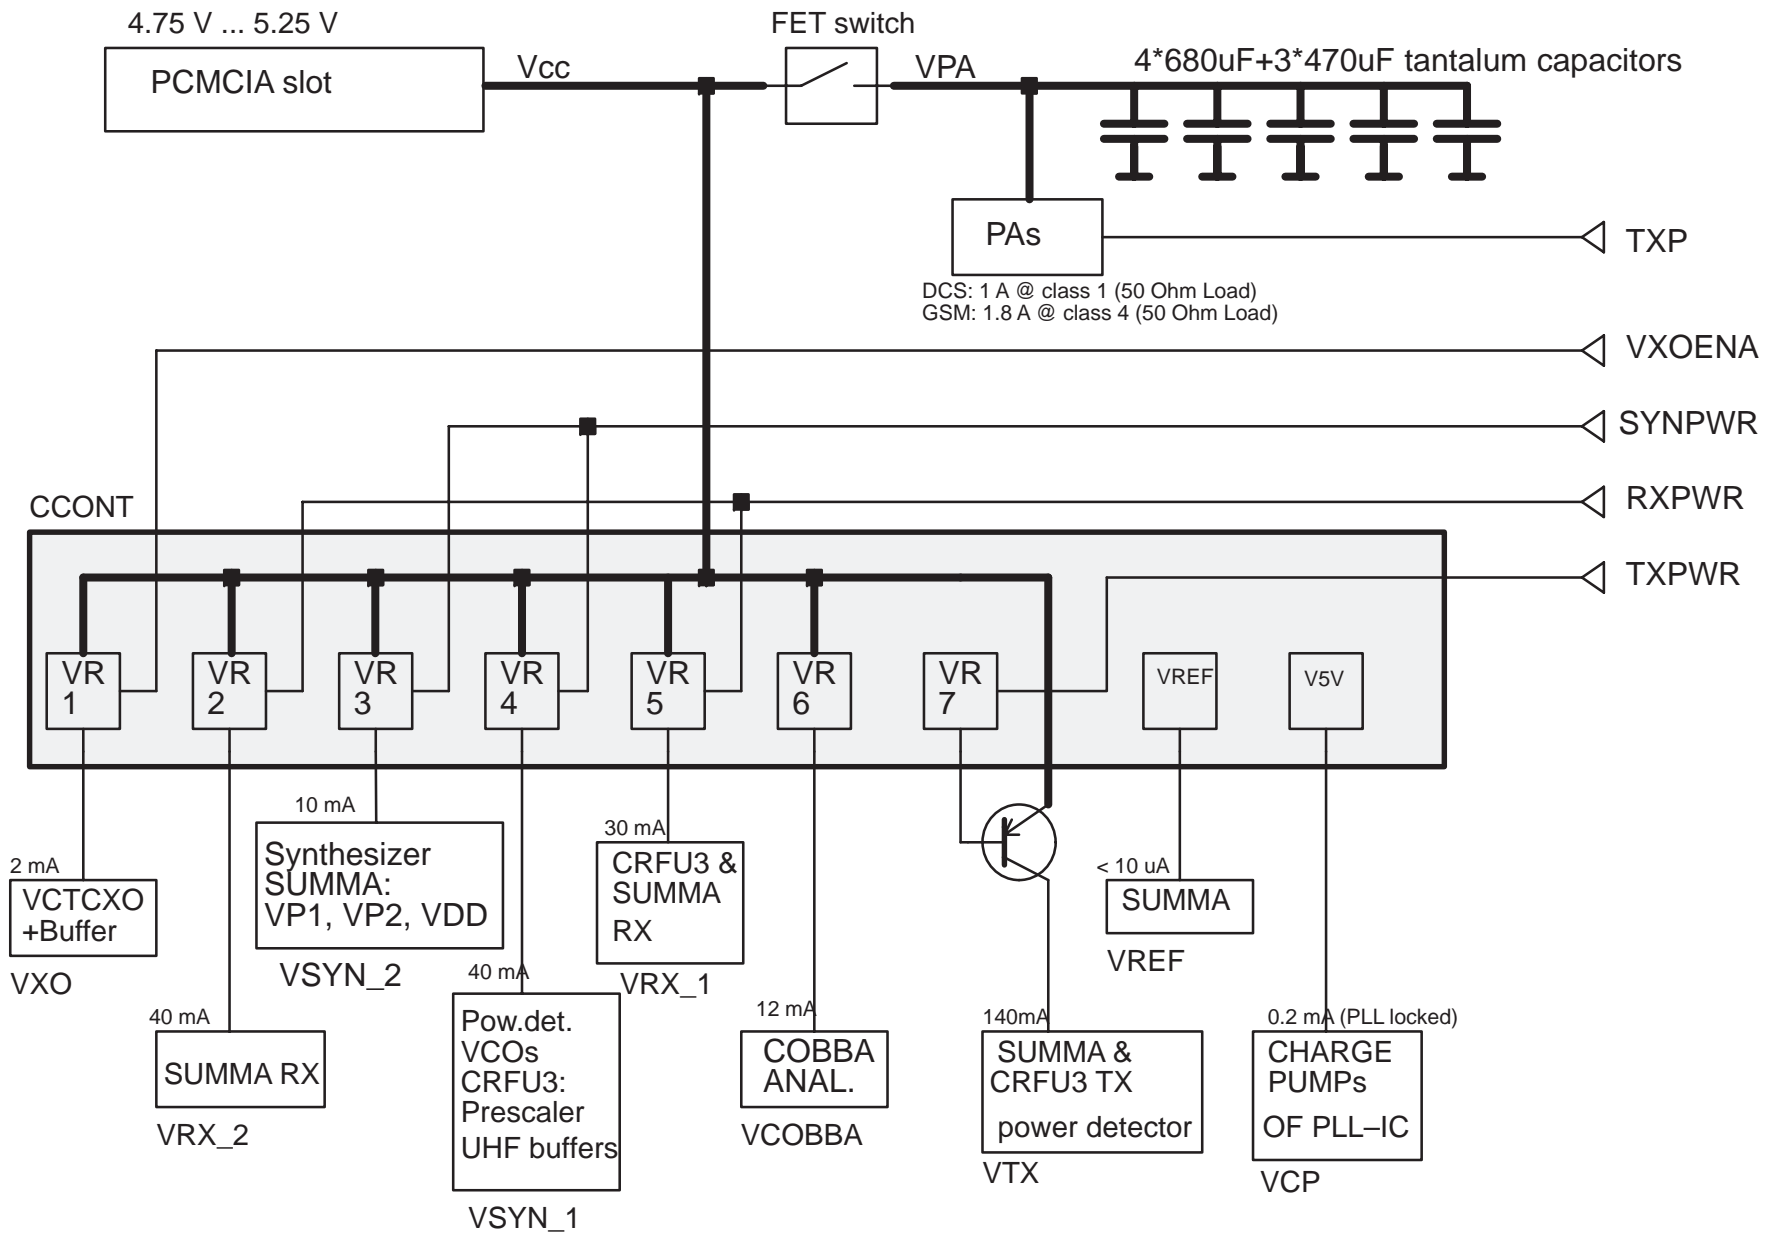 4.75 V ... 5.25 V
FET switch
PCMCIA slot
Vcc
VPA
4*680uF+3*470uF tantalum capacitors
PAs
TXP
DCS: 1 A @ class 1 (50 Ohm Load)
GSM: 1.8 A @ class 4 (50 Ohm Load)
VXOENA
SYNPWR
RXPWR
CCONT
TXPWR
VR
1
VR
2
VR
3
VR
4
VR
5
VR
6
VR
7
VREF
V5V
2 mA
VCTCXO
+Buffer
VXO
40 mA
SUMMA RX
VRX_2
10 mA
Synthesizer
SUMMA:
VP1, VP2, VDD
VSYN_2
40 mA
Pow.det.
VCOs
CRFU3:
Prescaler
UHF buffers
VSYN_1
30 mA
CRFU3 &
SUMMA
RX
VRX_1
12 mA
COBBA
ANAL.
VCOBBA
140mA
SUMMA &
CRFU3 TX
power detector
VTX
< 10 uA
SUMMA
VREF
0.2 mA (PLL locked)
CHARGE
PUMPs
OF PLL–IC
VCP